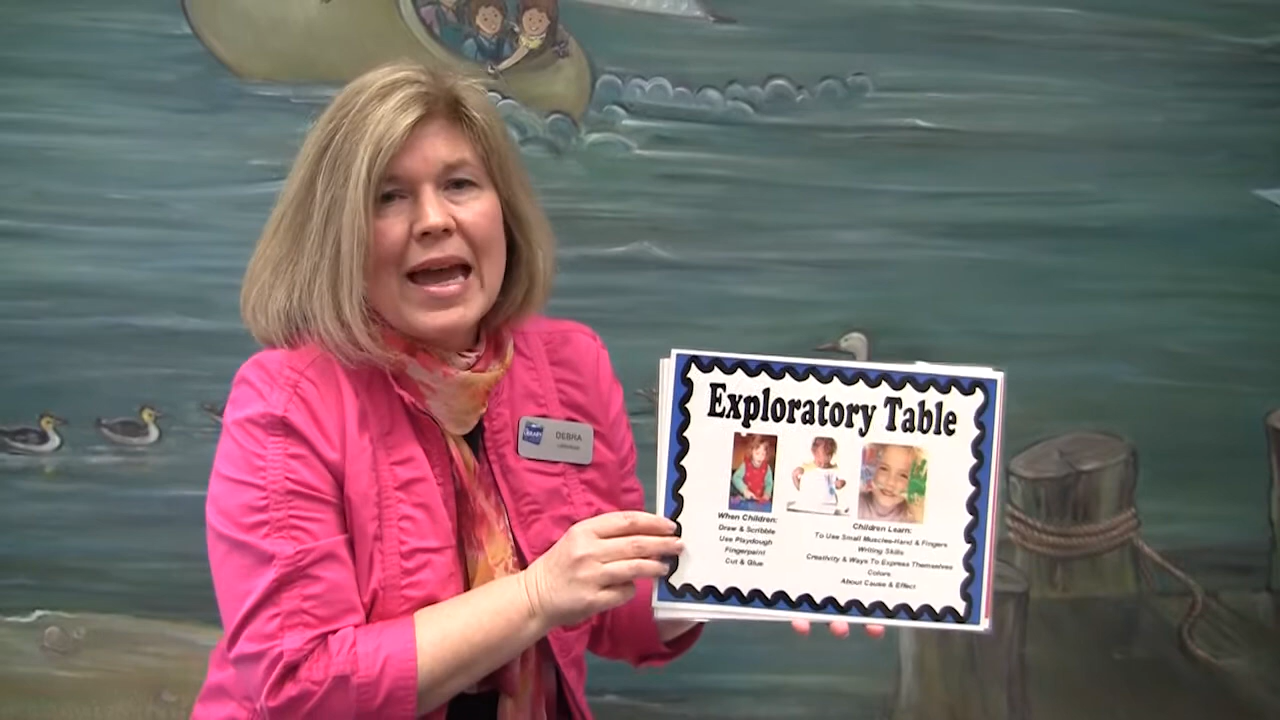 Exploratory Table
When Children:
Draw & Scribble
Use Playdough
Fingerpaint
Cut & Glue
Children Learn:
To Use Small Muscles-Hand & Fingers
Writing Skills
Creativity & Ways To Express Themselves
Colors
About Cause & Effect
LIBRARY
DEBRA